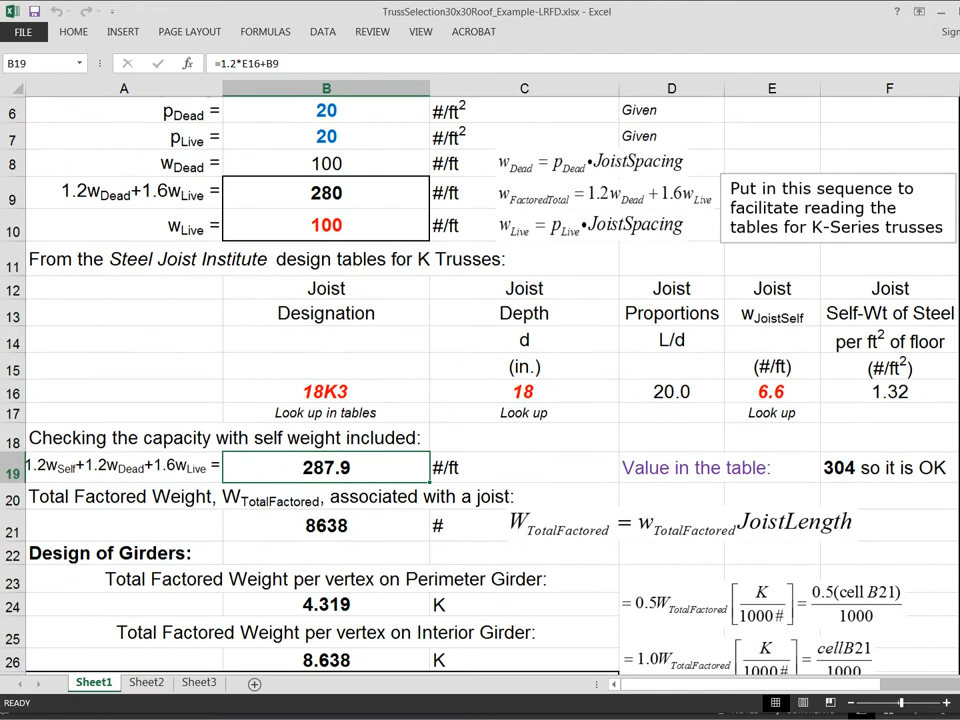 TrussSelection30x30Roof_Example-LRFD.xlsx - Excel
?
FILE HOME INSERT PAGE LAYOUT FORMULAS DATA REVIEW VIEW ACROBAT Sign
B19 fx =1.2*E16+B9
A B C D E F
6 pDead = 20 #/ft2 Given
7 pLive = 20 #/ft2 Given
8 wDead = 100 #/ft wDead = pDead•JoistSpacing
9 1.2wDead+1.6wLive = 280 #/ft wFactoredTotal = 1.2wDead + 1.6wLive
10 wLive = 100 #/ft wLive = pLive•JoistSpacing
Put in this sequence to
facilitate reading the
tables for K-Series trusses
11 From the Steel Joist Institute design tables for K Trusses:
12 Joist Joist Joist Joist Joist
13 Designation Depth Proportions wJoistSelf Self-Wt of Steel
14 d L/d per ft2 of floor
15 (in.) (#/ft) (#/ft2)
16 18K3 18 20.0 6.6 1.32
17 Look up in tables Look up Look up
18 Checking the capacity with self weight included:
19 1.2wSelf+1.2wDead+1.6wLive = 287.9 #/ft Value in the table: 304 so it is OK
20 Total Factored Weight, WTotalFactored, associated with a joist:
21 8638 # WTotalFactored = wTotalFactored JoistLength
22 Design of Girders:
23 Total Factored Weight per vertex on Perimeter Girder:
24 4.319 K = 0.5WTotalFactored [K / 1000#] = 0.5(cell B21) / 1000
25 Total Factored Weight per vertex on Interior Girder:
26 8.638 K = 1.0WTotalFactored [K / 1000#] = cellB21 / 1000
Sheet1 Sheet2 Sheet3
READY